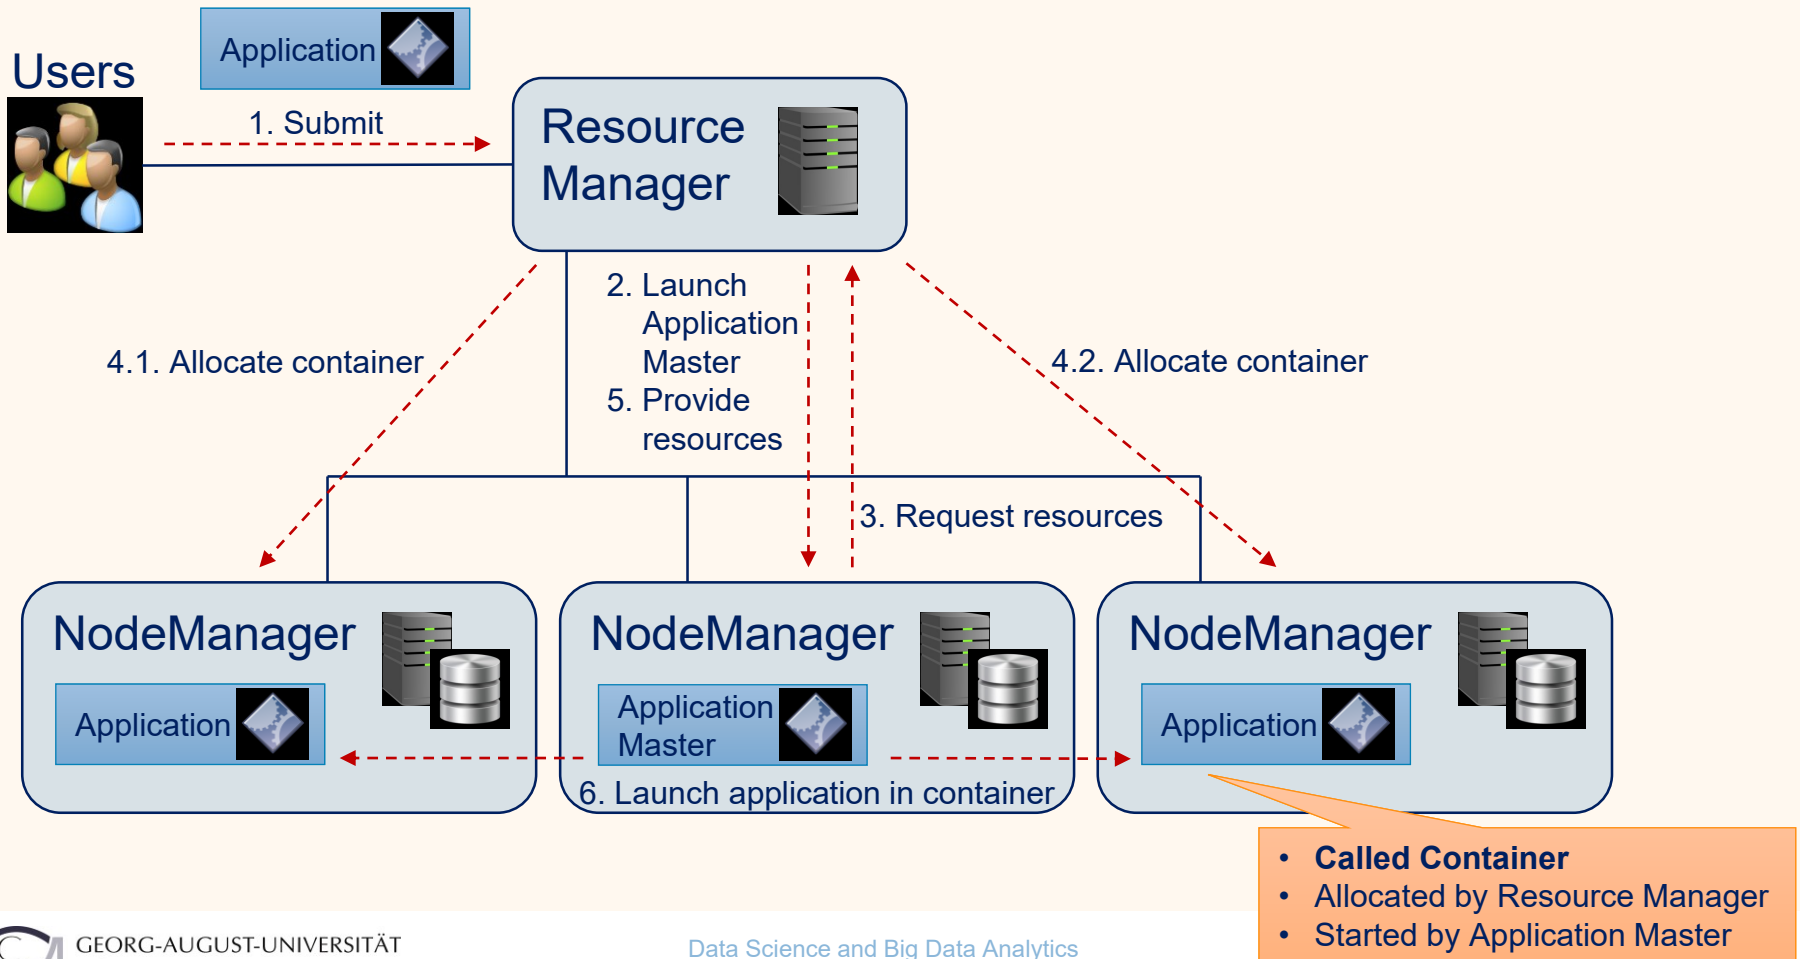 Application
Users
1. Submit
Resource
Manager
2. Launch
Application
Master
5. Provide
resources
4.1. Allocate container
4.2. Allocate container
3. Request resources
NodeManager
Application
NodeManager
Application
Master
NodeManager
Application
6. Launch application in container
• Called Container
• Allocated by Resource Manager
• Started by Application Master
GEORG-AUGUST-UNIVERSITÄT
Data Science and Big Data Analytics